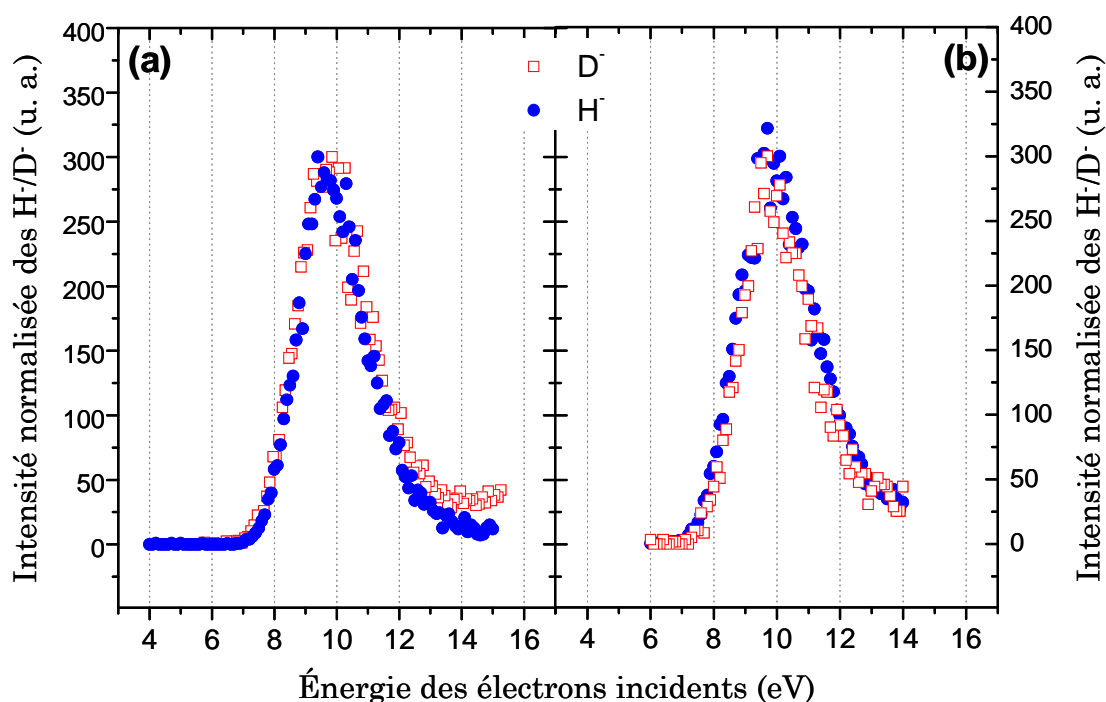 (a)
(b)
D⁻
H⁻
400
350
300
250
200
150
100
50
0
400
350
300
250
200
150
100
50
0
4 6 8 10 12 14 16
4 6 8 10 12 14 16
Intensité normalisée des H⁻/D⁻ (u. a.)
Intensité normalisée des H⁻/D⁻ (u. a.)
Énergie des électrons incidents (eV)